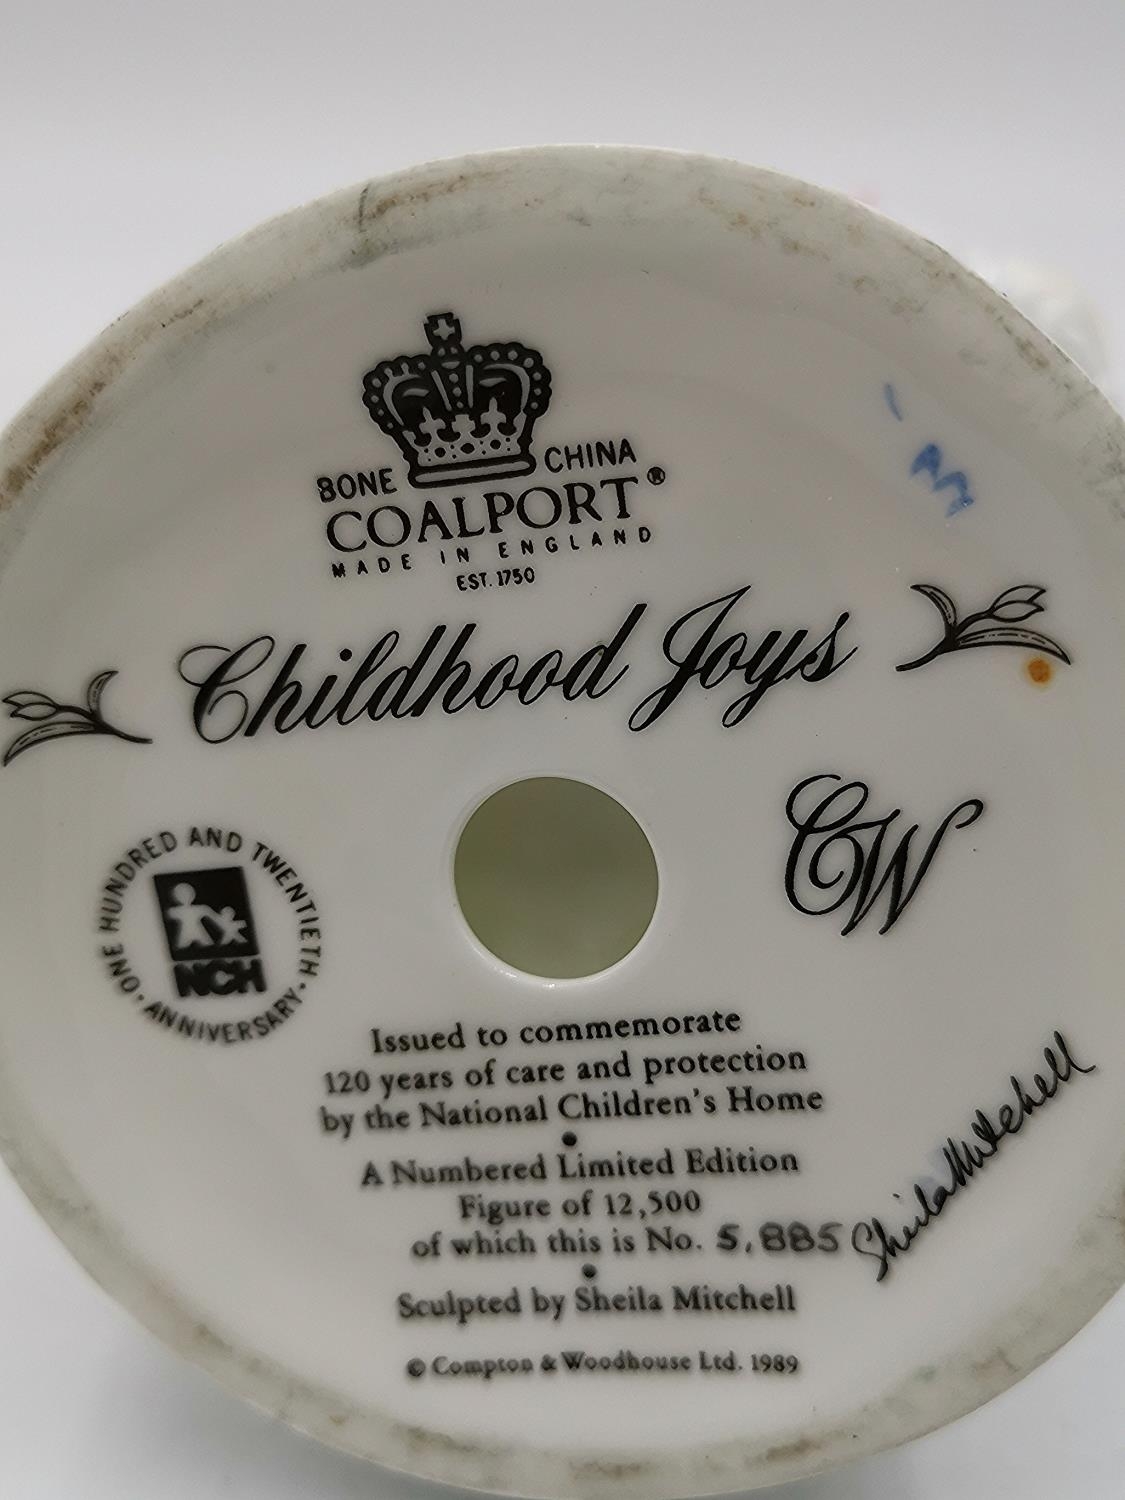 BONE CHINA
COALPORT®
MADE IN ENGLAND
EST. 1750
Childhood Joys
CW
ONE HUNDRED AND TWENTIETH
· ANNIVERSARY ·
NCH
Issued to commemorate
120 years of care and protection
by the National Children's Home
•
A Numbered Limited Edition
Figure of 12,500
of which this is No. 5,885
•
Sculpted by Sheila Mitchell
© Compton & Woodhouse Ltd. 1989
Sheila Mitchell